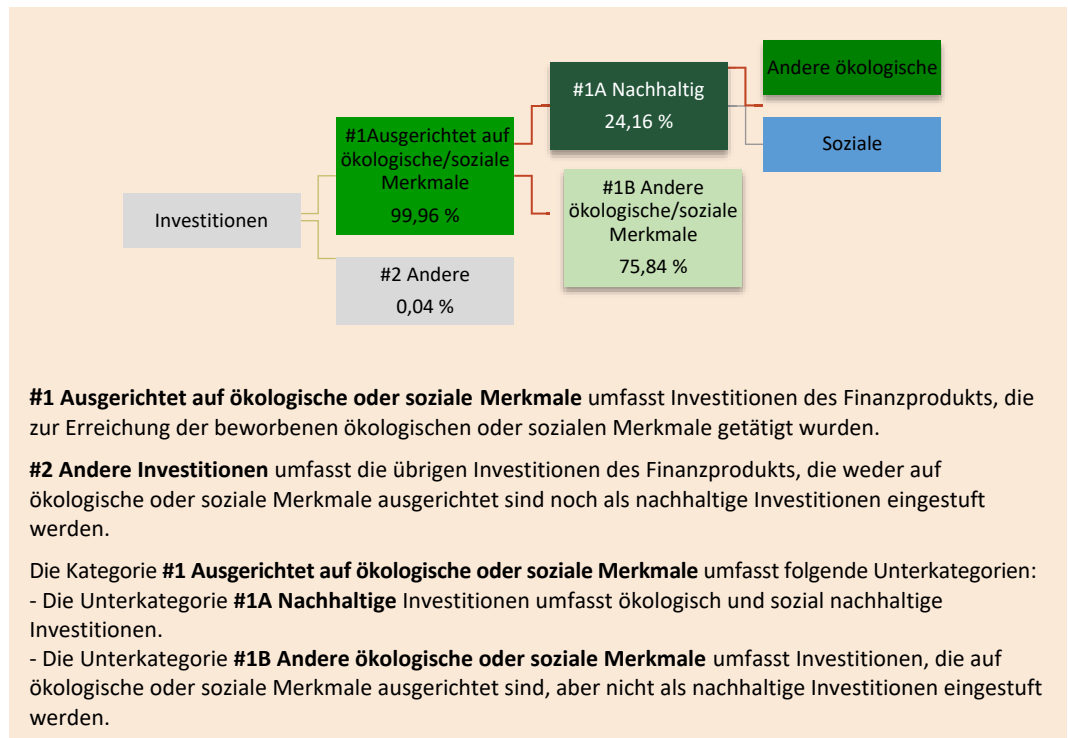 Investitionen
#1Ausgerichtet auf
ökologische/soziale
Merkmale
99,96 %
#2 Andere
0,04 %
#1A Nachhaltig
24,16 %
#1B Andere
ökologische/soziale
Merkmale
75,84 %
Andere ökologische
Soziale
#1 Ausgerichtet auf ökologische oder soziale Merkmale umfasst Investitionen des Finanzprodukts, die
zur Erreichung der beworbenen ökologischen oder sozialen Merkmale getätigt wurden.
#2 Andere Investitionen umfasst die übrigen Investitionen des Finanzprodukts, die weder auf
ökologische oder soziale Merkmale ausgerichtet sind noch als nachhaltige Investitionen eingestuft
werden.
Die Kategorie #1 Ausgerichtet auf ökologische oder soziale Merkmale umfasst folgende Unterkategorien:
- Die Unterkategorie #1A Nachhaltige Investitionen umfasst ökologisch und sozial nachhaltige
Investitionen.
- Die Unterkategorie #1B Andere ökologische oder soziale Merkmale umfasst Investitionen, die auf
ökologische oder soziale Merkmale ausgerichtet sind, aber nicht als nachhaltige Investitionen eingestuft
werden.